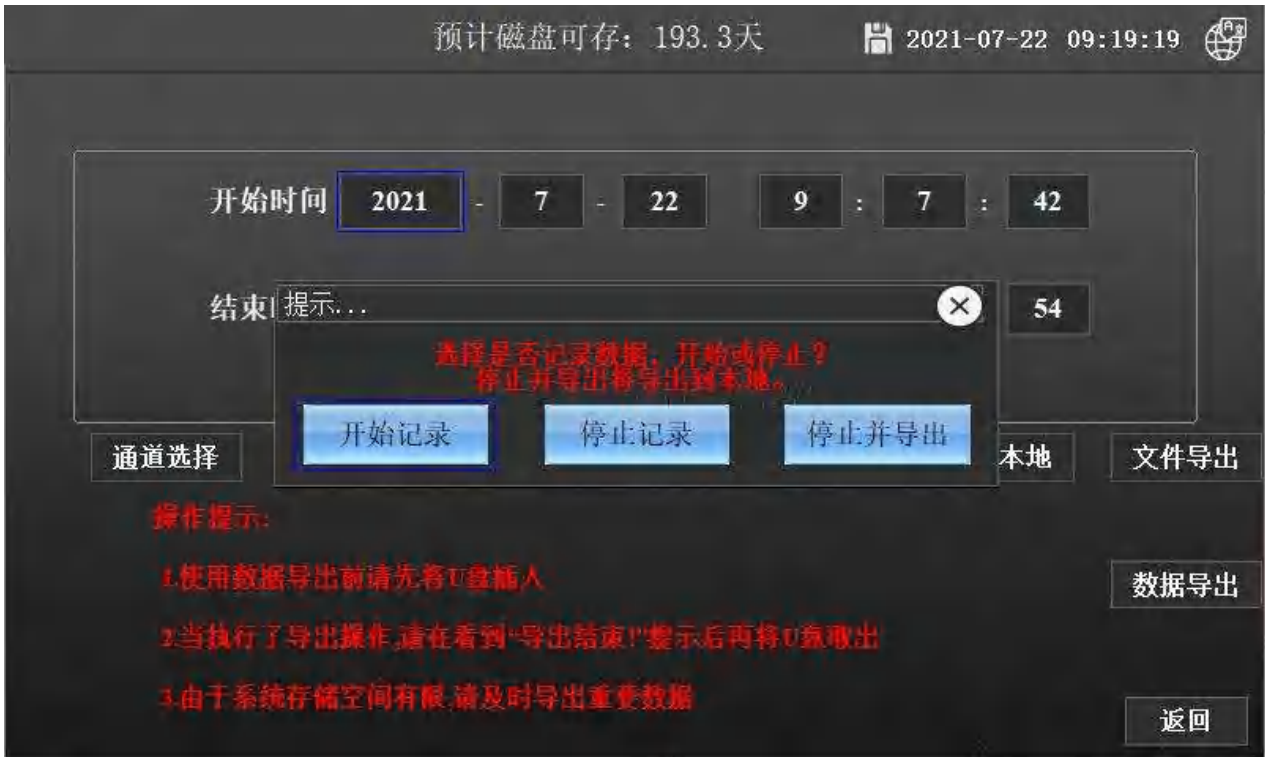 预计磁盘可存：193.3天 2021-07-22 09:19:19
开始时间 2021 - 7 - 22 9 : 7 : 42
结束 54
提示...
选择是否记录数据，开始或停止？
停止并导出将导出到本地。
开始记录 停止记录 停止并导出
通道选择 本地 文件导出
操作提示:
1.使用数据导出前请先将U盘插入
数据导出
2.当执行了导出操作,请在看到“导出结束!”提示后再将U盘取出
3.由于系统存储空间有限,请及时导出重要数据
返回